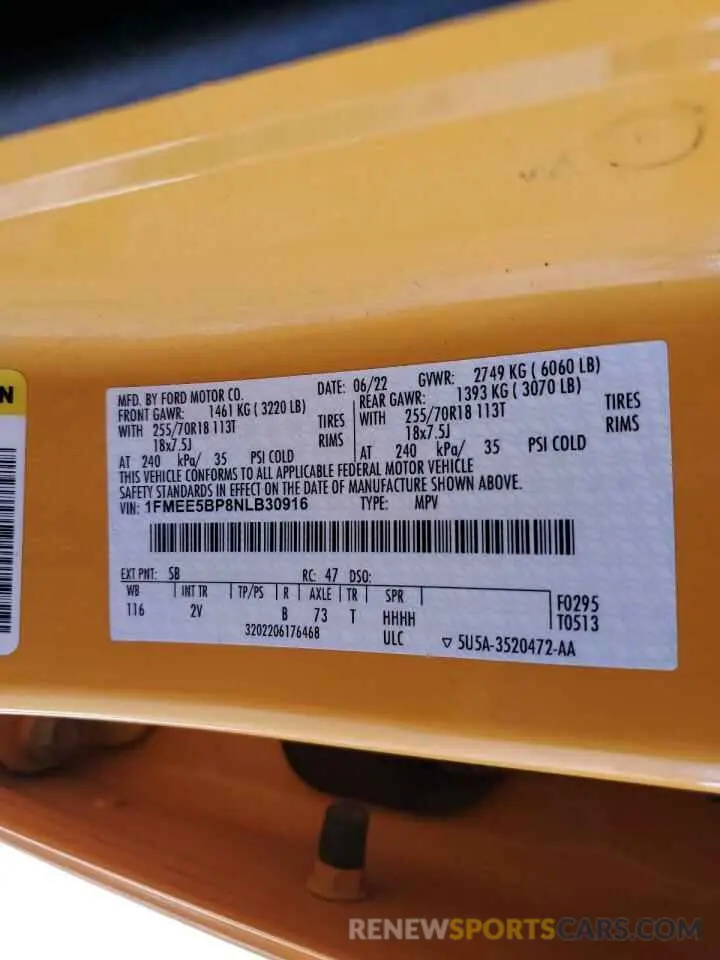 N
MFD. BY FORD MOTOR CO. DATE: 06/22 GVWR: 2749 KG ( 6060 LB)
FRONT GAWR: 1461 KG ( 3220 LB) REAR GAWR: 1393 KG ( 3070 LB)
WITH 255/70R18 113T TIRES WITH 255/70R18 113T TIRES
18x7.5J RIMS 18x7.5J RIMS
AT 240 kPa/ 35 PSI COLD AT 240 kPa/ 35 PSI COLD
THIS VEHICLE CONFORMS TO ALL APPLICABLE FEDERAL MOTOR VEHICLE
SAFETY STANDARDS IN EFFECT ON THE DATE OF MANUFACTURE SHOWN ABOVE.
VIN: 1FMEE5BP8NLB30916 TYPE: MPV
EXT PNT: SB RC: 47 DSO:
WB INT TR TP/PS R AXLE TR SPR
116 2V B 73 T HHHH
F0295
T0513
3202206176468 ULC ▽ 5U5A-3520472-AA
RENEWSPORTSCARS.COM